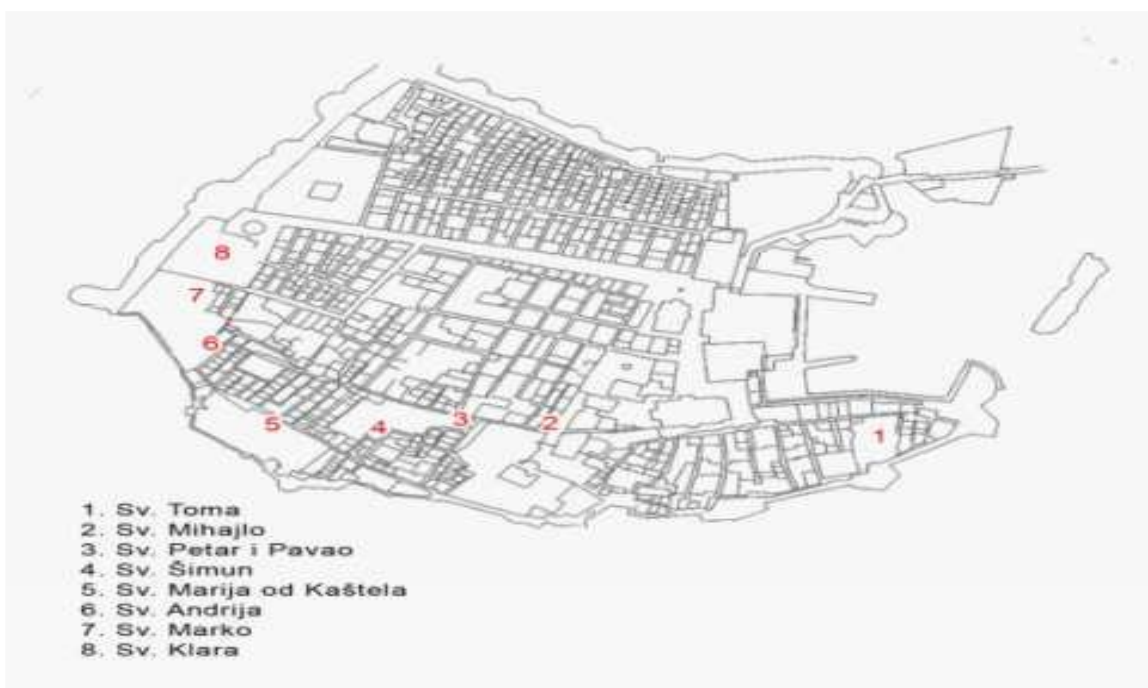 8
7
6
5
4
3
2
1
1. Sv. Toma
2. Sv. Mihajlo
3. Sv. Petar i Pavao
4. Sv. Šimun
5. Sv. Marija od Kaštela
6. Sv. Andrija
7. Sv. Marko
8. Sv. Klara